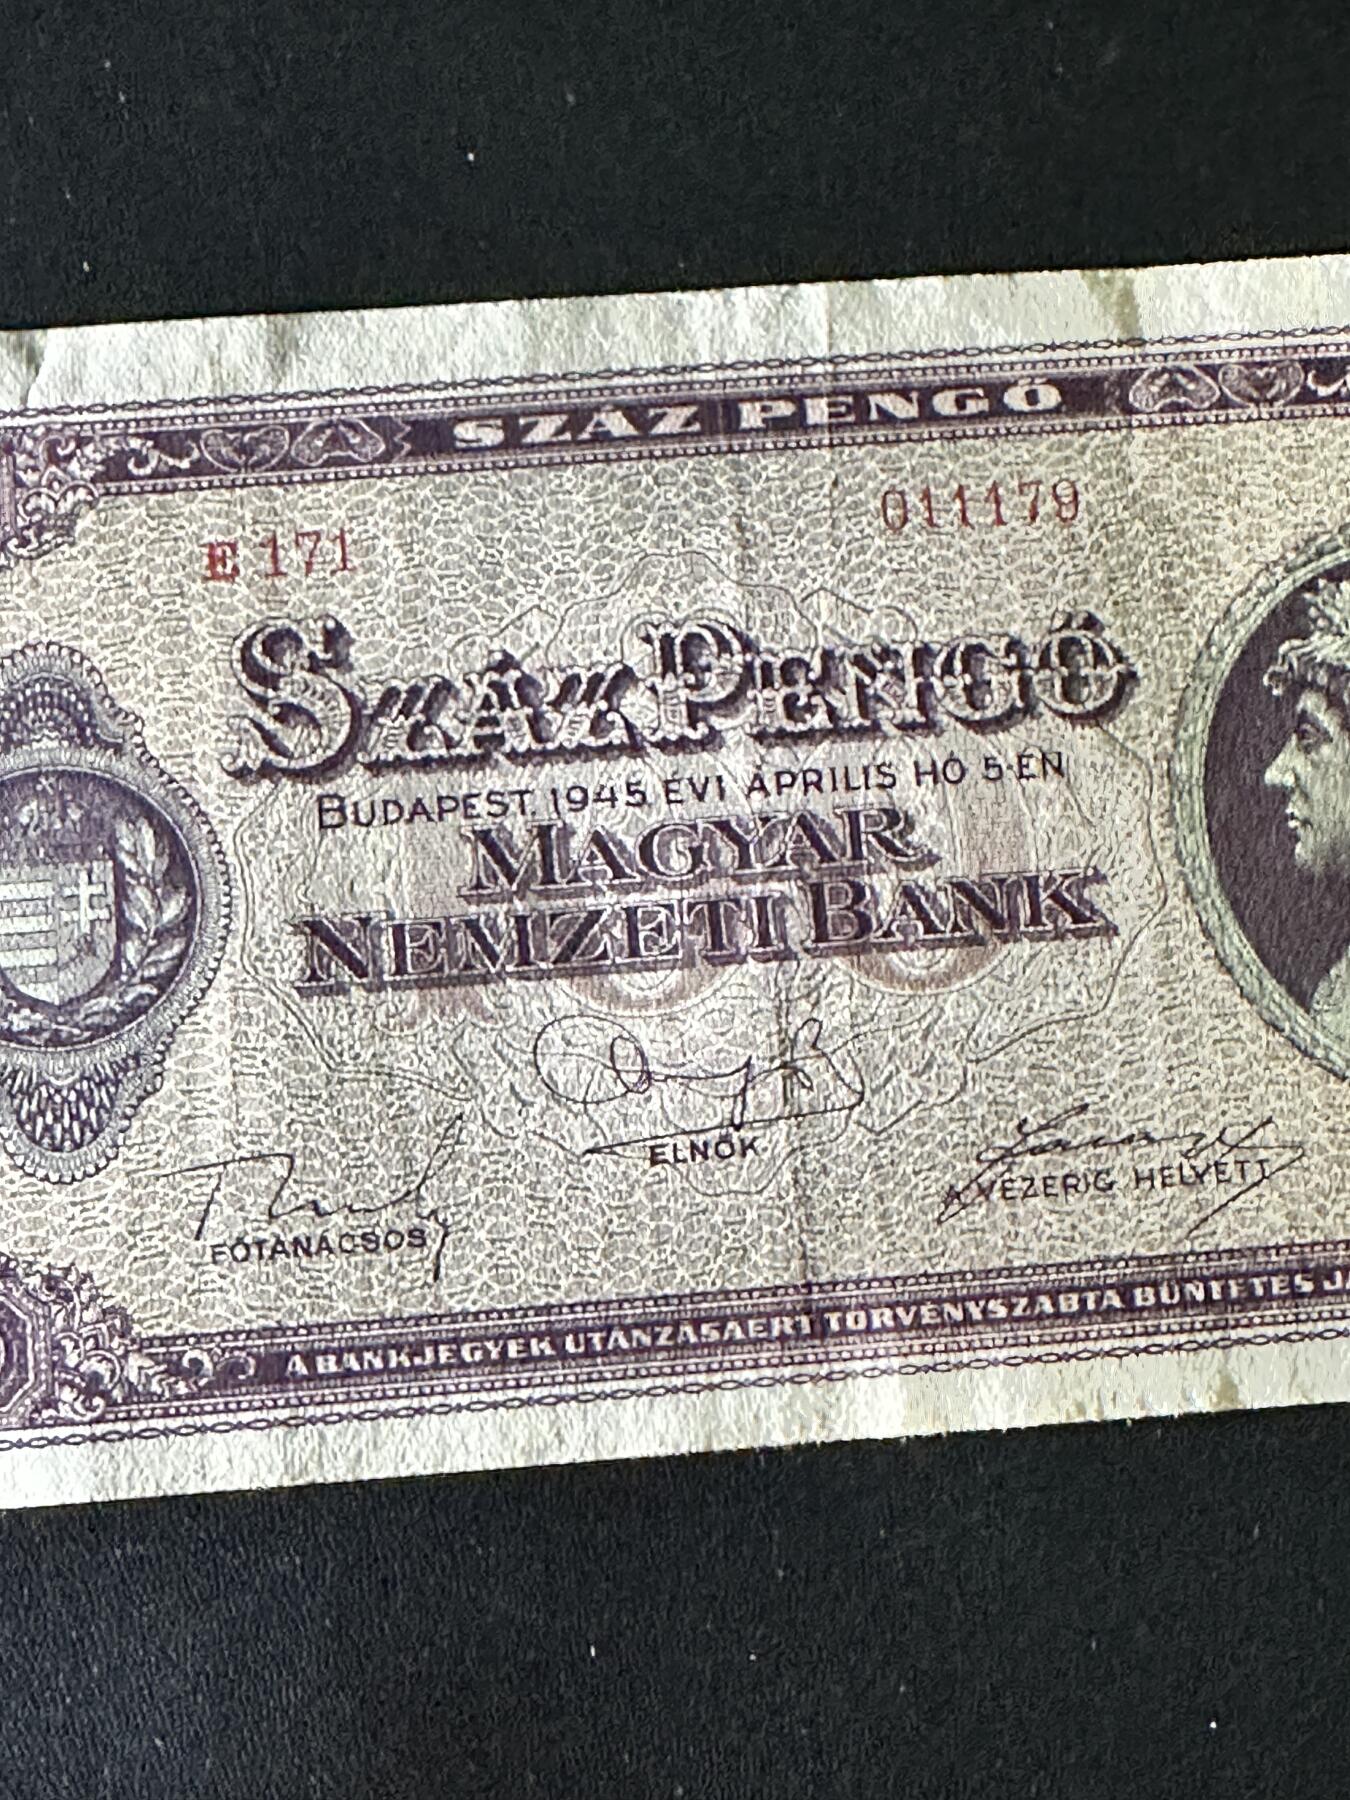 SZÁZ PENGŐ
E 171 011179
SZÁZ PENGŐ
BUDAPEST, 1945. ÉVI ÁPRILIS HÓ 5-ÉN
MAGYAR
NEMZETI BANK
ELNÖK
FŐTANÁCSOS
A VEZÉRIG. HELYETT
A BANKJEGYEK UTÁNZÁSÁÉRT TÖRVÉNYSZABTA BÜNTETÉS